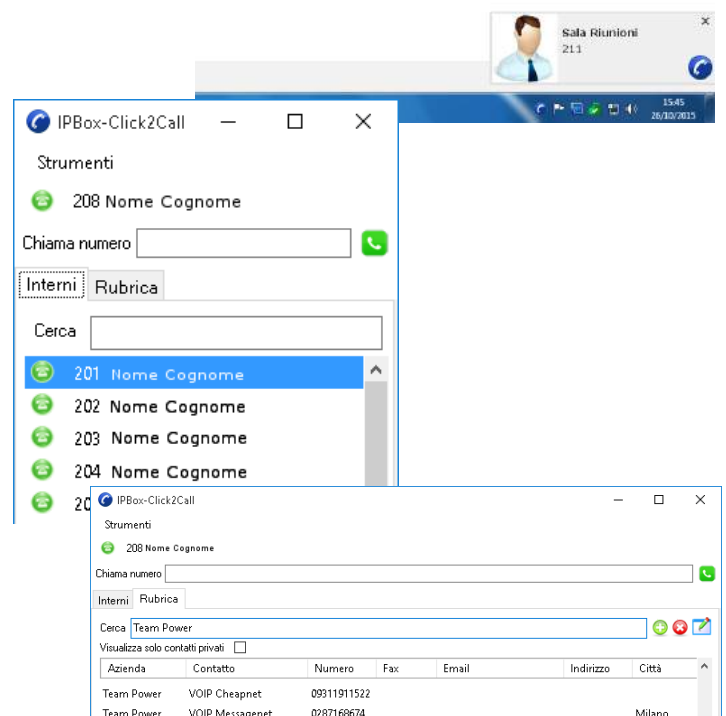 Sala Riunioni
211
15:45
26/10/2015
IPBox-Click2Call
Strumenti
208 Nome Cognome
Chiama numero
Interni Rubrica
Cerca
201 Nome Cognome
202 Nome Cognome
203 Nome Cognome
204 Nome Cognome
20
IPBox-Click2Call
Strumenti
208 Nome Cognome
Chiama numero
Interni Rubrica
Cerca Team Power
Visualizza solo contatti privati
Azienda Contatto Numero Fax Email Indirizzo Città
Team Power VOIP Cheapnet 09311911522
Team Power VOIP Messagenet 0287168674 Milano